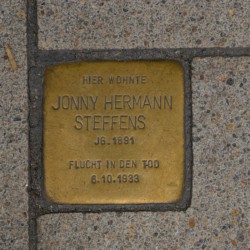 HIER WOHNTE
JONNY HERMANN
STEFFENS
JG. 1891
FLUCHT IN DEN TOD
6.10.1933